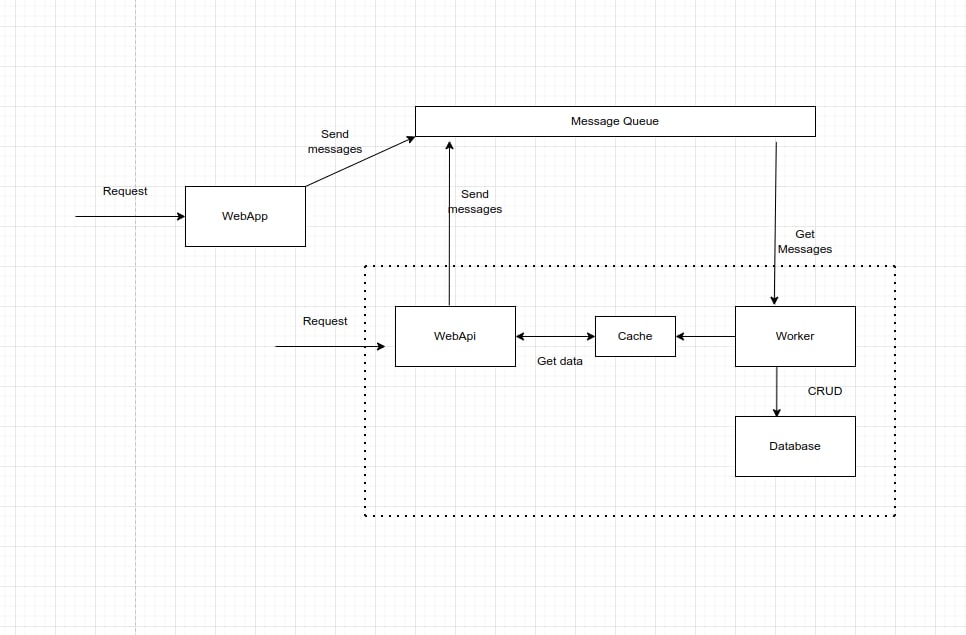 Message Queue
Send
messages
Request
WebApp
Send
messages
Get
Messages
Request
WebApi
Cache
Worker
Get data
CRUD
Database